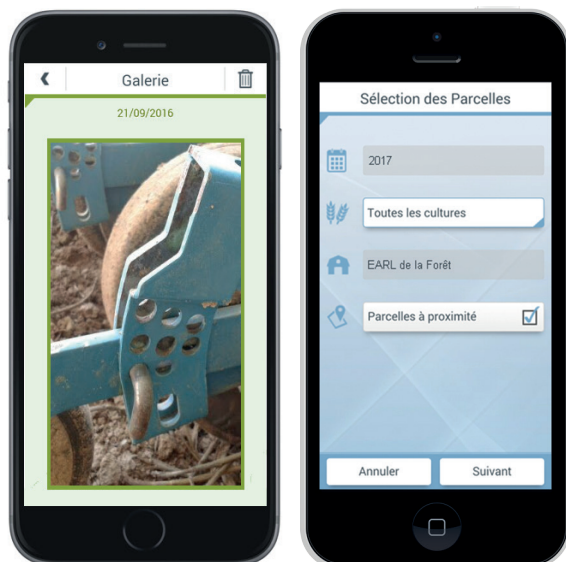 Galerie
21/09/2016
Sélection des Parcelles
2017
Toutes les cultures
EARL de la Forêt
Parcelles à proximité
Annuler
Suivant